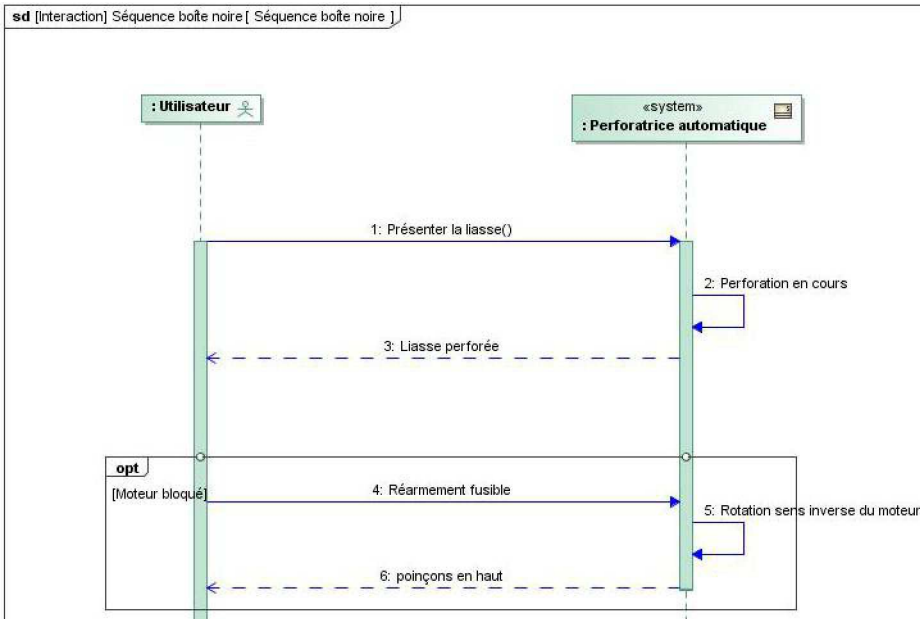 sd [Interaction] Séquence boîte noire [ Séquence boîte noire ]
: Utilisateur
«system»
: Perforatrice automatique
1: Présenter la liasse()
2: Perforation en cours
3: Liasse perforée
opt
[Moteur bloqué]
4: Réarmement fusible
5: Rotation sens inverse du moteur
6: poinçons en haut